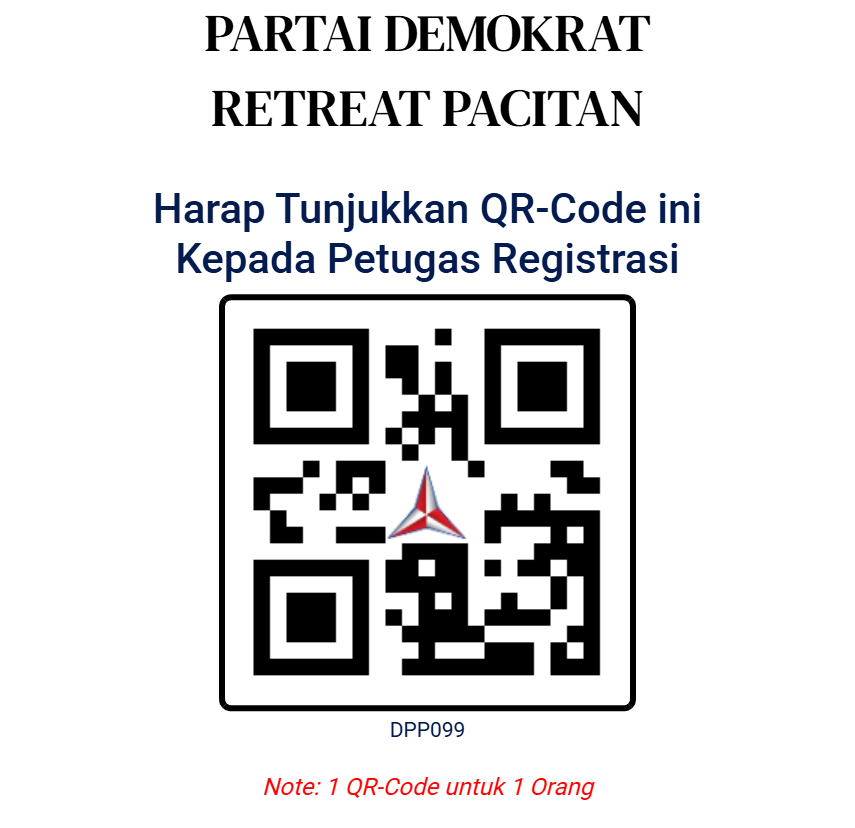 PARTAI DEMOKRAT
RETREAT PACITAN
Harap Tunjukkan QR-Code ini
Kepada Petugas Registrasi
DPP099
Note: 1 QR-Code untuk 1 Orang